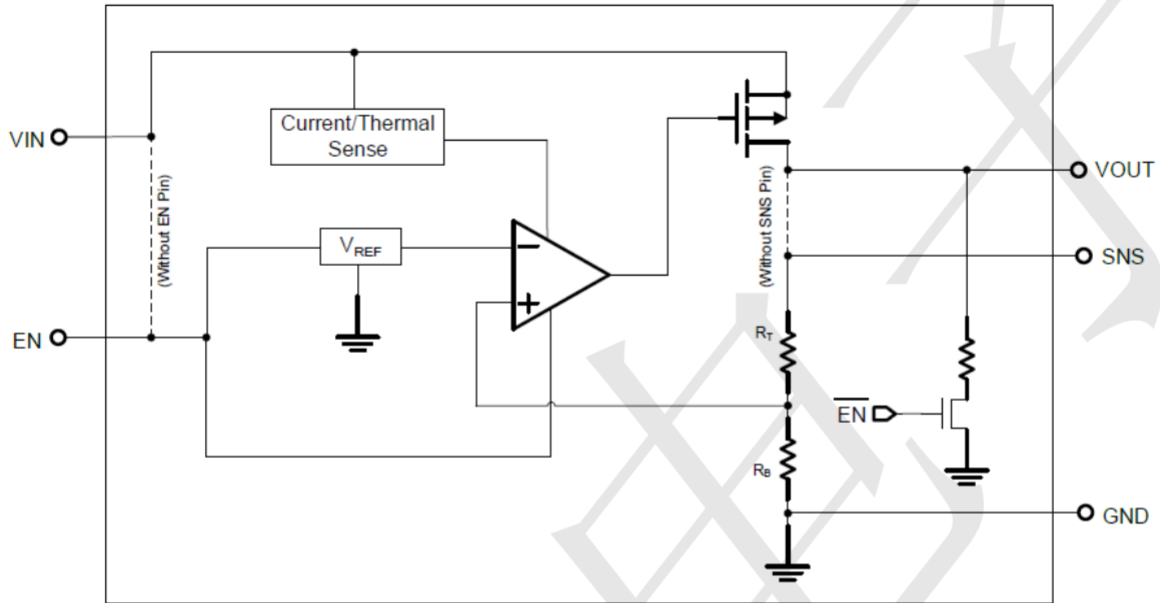 Current/Thermal
Sense
VIN
(Without EN Pin)
(Without SNS Pin)
VOUT
VREF
SNS
EN
RT
EN
RB
GND